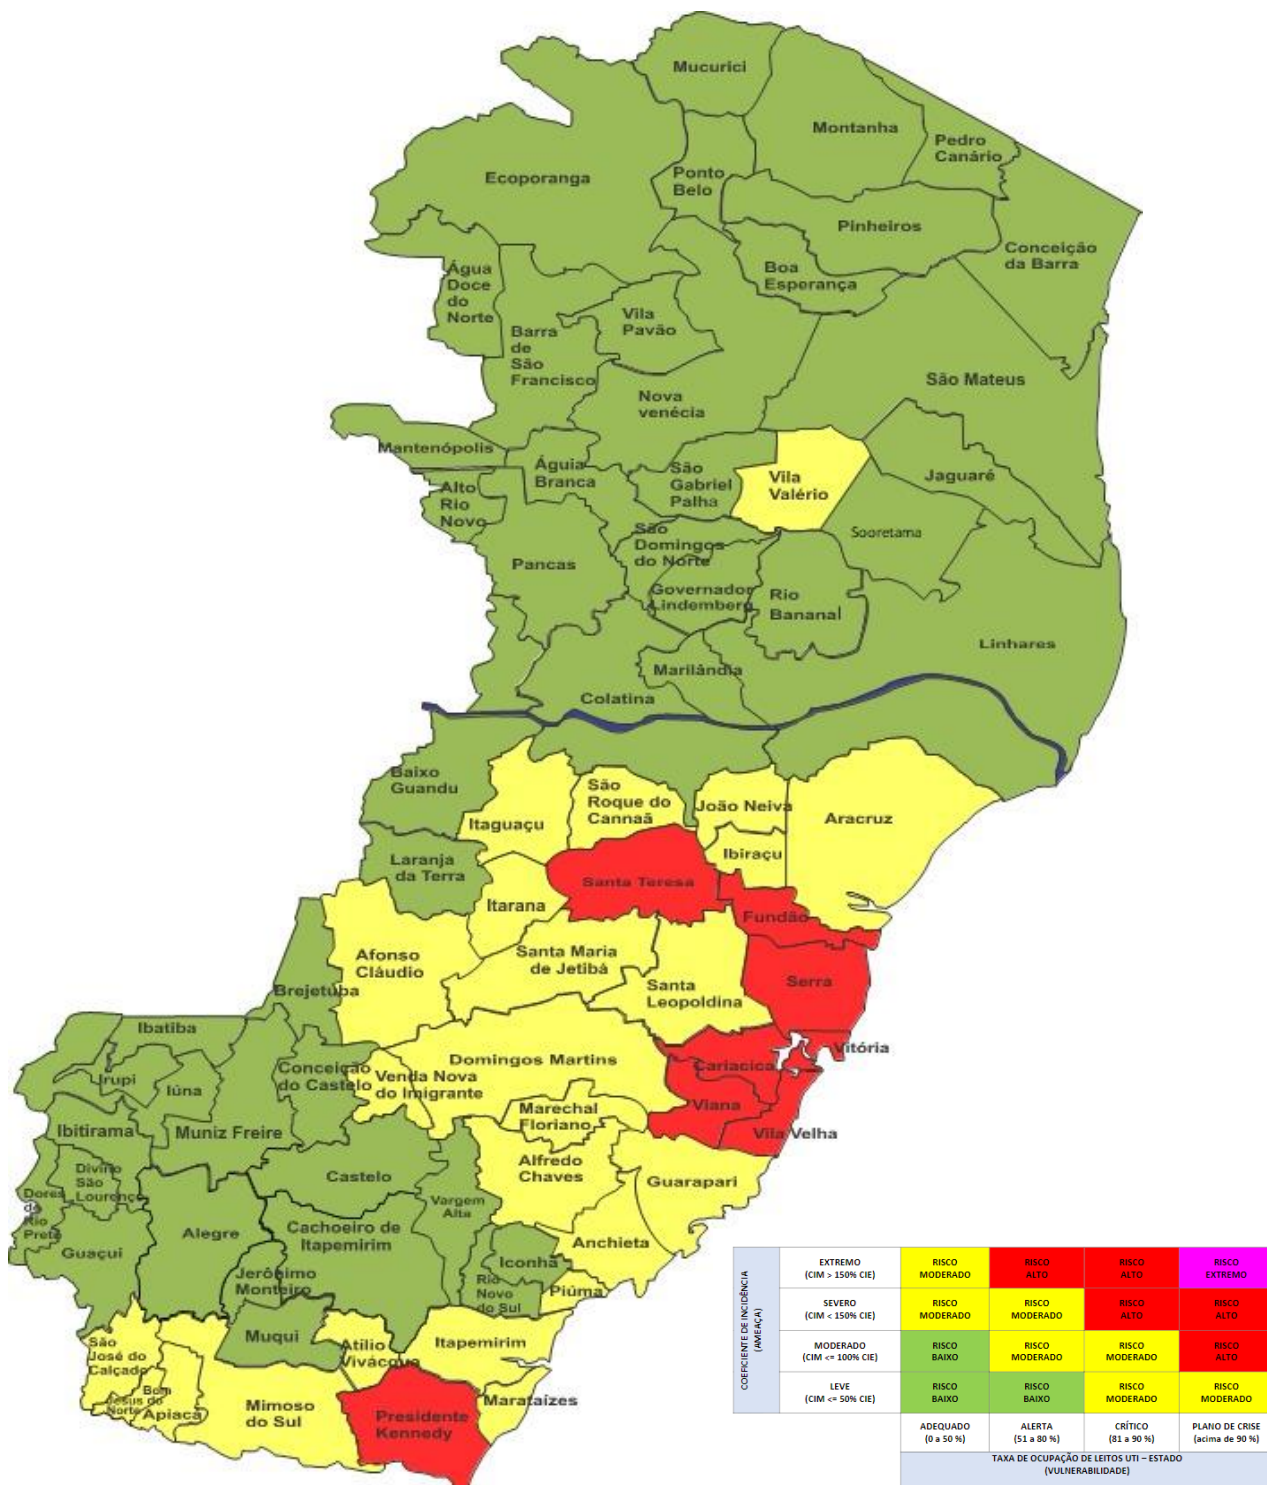 Mucurici
Montanha
Pedro
Canário
Ecoporanga
Ponto
Belo
Pinheiros
Conceição
da Barra
Água
Doce
do
Norte
Boa
Esperança
Vila
Pavão
Barra
de
São
Francisco
São Mateus
Nova
venécia
Mantenópolis
Águia
Branca
São
Gabriel
Palha
Vila
Valério
Jaguaré
Alto
Rio
Novo
São
Domingos
do Norte
Sooretama
Pancas
Governador
Lindemberg
Rio
Bananal
Linhares
Marilândia
Colatina
Baixo
Guandu
São
Roque do
Cannaã
João Neiva
Aracruz
Itaguaçu
Ibiraçu
Laranja
da Terra
Santa Teresa
Itarana
Fundão
Afonso
Cláudio
Santa Maria
de Jetibá
Serra
Santa
Leopoldina
Brejetuba
Ibatiba
Vitória
Domingos Martins
Cariacica
Conceição
do Castelo
Venda Nova
do Imigrante
Irupi
Iúna
Marechal
Floriano
Viana
Vila Velha
Ibitirama
Muniz Freire
Alfredo
Chaves
Guarapari
Divino
São
Lourenço
Castelo
Dores
do
Rio
Preto
Vargem
Alta
Alegre
Cachoeiro de
Itapemirim
Anchieta
Guaçui
Iconha
Jerônimo
Monteiro
Rio
Novo
do Sul
Piúma
Muqui
Atilio
Vivácqua
Itapemirim
São
José do
Calçado
Bom
Jesus do
Norte
Apiacá
Mimoso
do Sul
Marataízes
Presidente
Kennedy
COEFICIENTE DE INCIDÊNCIA
(AMEAÇA)
EXTREMO
(CIM > 150% CIE)
RISCO
MODERADO
RISCO
ALTO
RISCO
ALTO
RISCO
EXTREMO
SEVERO
(CIM < 150% CIE)
RISCO
MODERADO
RISCO
MODERADO
RISCO
ALTO
RISCO
ALTO
MODERADO
(CIM <= 100% CIE)
RISCO
BAIXO
RISCO
MODERADO
RISCO
MODERADO
RISCO
ALTO
LEVE
(CIM <= 50% CIE)
RISCO
BAIXO
RISCO
BAIXO
RISCO
MODERADO
RISCO
MODERADO
ADEQUADO
(0 a 50 %)
ALERTA
(51 a 80 %)
CRÍTICO
(81 a 90 %)
PLANO DE CRISE
(acima de 90 %)
TAXA DE OCUPAÇÃO DE LEITOS UTI – ESTADO
(VULNERABILIDADE)